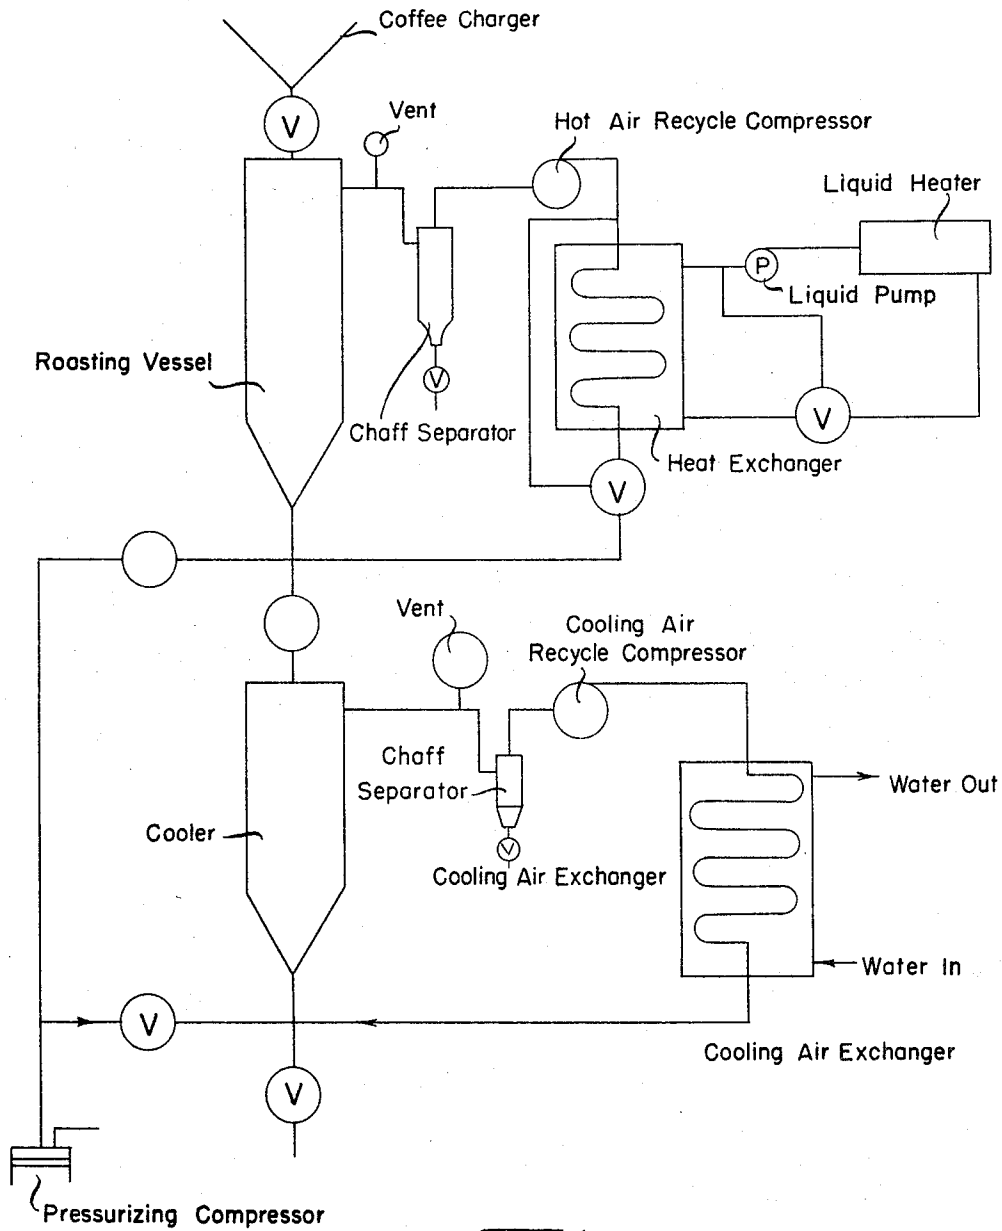 Coffee Charger
V
Vent
Hot Air Recycle Compressor
Liquid Heater
P
Liquid Pump
Roasting Vessel
V
Chaff Separator
V
Heat Exchanger
V
Vent
Cooling Air
Recycle Compressor
Chaff
Separator
Water Out
Cooler
V
Cooling Air Exchanger
Water In
V
Cooling Air Exchanger
V
Pressurizing Compressor